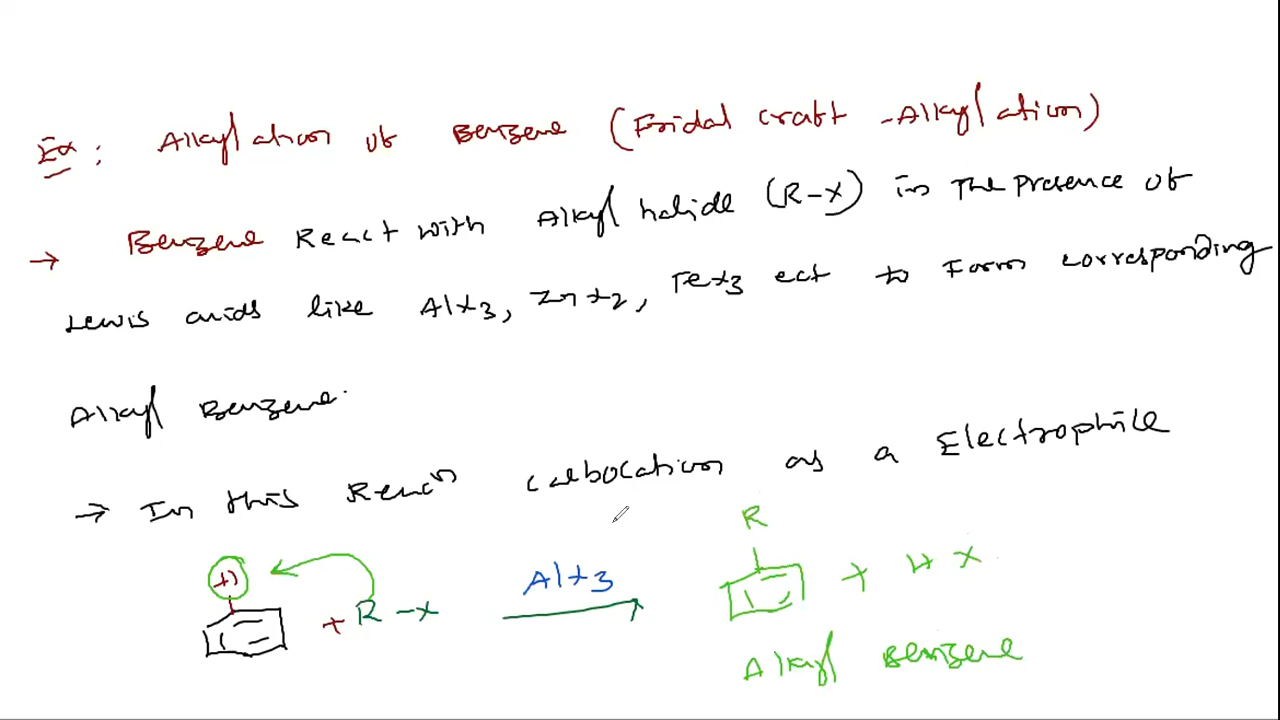 Ex: Alkylation of Benzene (Fridal craft -Alkylation)
→ Benzene React with Alkyl halide (R-X) in the presence of
Lewis acids like AlX3, ZnX2, FeX3 ect to Form corresponding
Alkyl Benzene.
→ In this Reacn carbocation as a Electrophile
R
H + R-X AlX3 + H X
Alkyl Benzene